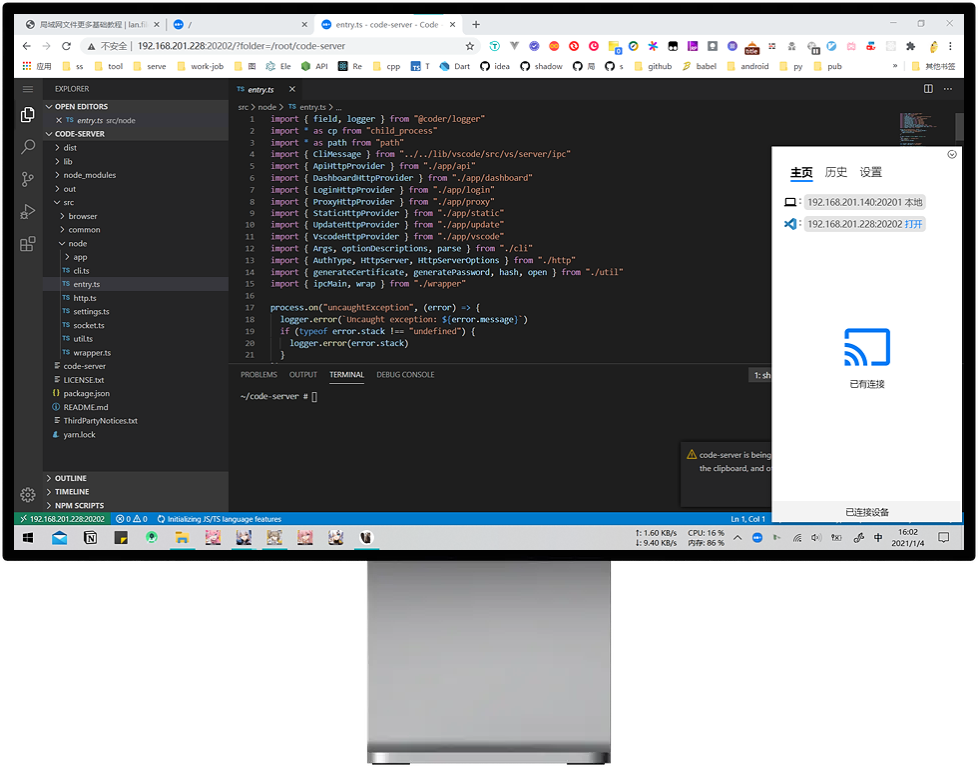 局域网文件更多基础教程 | lan.fil
/
entry.ts - code-server - Code
不安全 | 192.168.201.228:20202/?folder=/root/code-server
应用 ss tool serve work-job 图 Ele API Re cpp T Dart idea shadow 局 s github babel android py pub » 其他书签
EXPLORER
OPEN EDITORS
TS entry.ts src/node
CODE-SERVER
dist
lib
node_modules
out
src
browser
common
node
app
TS cli.ts
TS entry.ts
TS http.ts
TS settings.ts
TS socket.ts
TS util.ts
TS wrapper.ts
code-server
LICENSE.txt
package.json
README.md
ThirdPartyNotices.txt
yarn.lock
OUTLINE
TIMELINE
NPM SCRIPTS
TS entry.ts
src > node > TS entry.ts > ...
1 import { field, logger } from "@coder/logger"
2 import * as cp from "child_process"
3 import * as path from "path"
4 import { CliMessage } from "../../lib/vscode/src/vs/server/ipc"
5 import { ApiHttpProvider } from "./app/api"
6 import { DashboardHttpProvider } from "./app/dashboard"
7 import { LoginHttpProvider } from "./app/login"
8 import { ProxyHttpProvider } from "./app/proxy"
9 import { StaticHttpProvider } from "./app/static"
10 import { UpdateHttpProvider } from "./app/update"
11 import { VscodeHttpProvider } from "./app/vscode"
12 import { Args, optionDescriptions, parse } from "./cli"
13 import { AuthType, HttpServer, HttpServerOptions } from "./http"
14 import { generateCertificate, generatePassword, hash, open } from "./util"
15 import { ipcMain, wrap } from "./wrapper"
16
17 process.on("uncaughtException", (error) => {
18 logger.error(`Uncaught exception: ${error.message}`)
19 if (typeof error.stack !== "undefined") {
20 logger.error(error.stack)
21 }
PROBLEMS OUTPUT TERMINAL DEBUG CONSOLE
1: sh
~/code-server #
code-server is being
the clipboard, and o
主页 历史 设置
: 192.168.201.140:20201 本地
: 192.168.201.228:20202 打开
已有连接
已连接设备
192.168.201.228:20202 0 0 Initializing JS/TS language features Ln 1, Col 1
↑: 1.60 KB/s CPU: 16 %
↓: 9.40 KB/s 内存: 86 %
中
16:02
2021/1/4